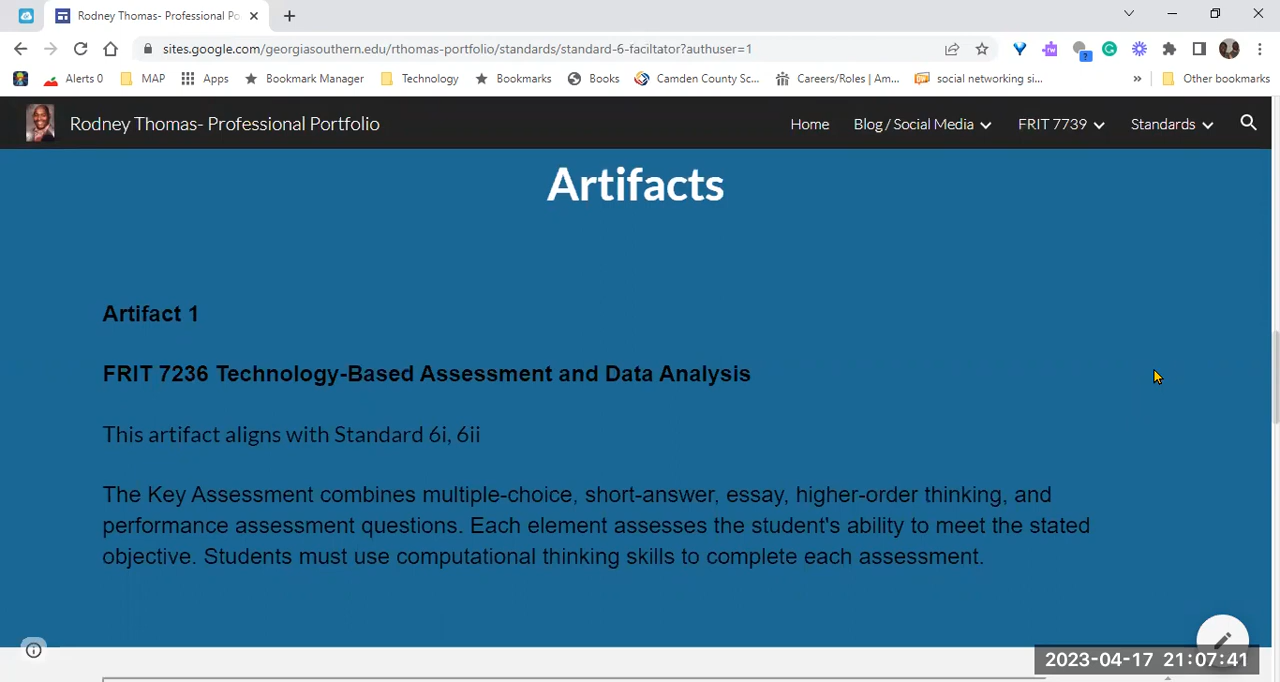 Rodney Thomas- Professional Po
sites.google.com/georgiasouthern.edu/rthomas-portfolio/standards/standard-6-faciltator?authuser=1
Alerts 0 MAP Apps Bookmark Manager Technology Bookmarks Books Camden County Sc... Careers/Roles | Am... social networking si... » Other bookmarks
Rodney Thomas- Professional Portfolio Home Blog / Social Media FRIT 7739 Standards
Artifacts
Artifact 1
FRIT 7236 Technology-Based Assessment and Data Analysis
This artifact aligns with Standard 6i, 6ii
The Key Assessment combines multiple-choice, short-answer, essay, higher-order thinking, and
performance assessment questions. Each element assesses the student's ability to meet the stated
objective. Students must use computational thinking skills to complete each assessment.
2023-04-17 21:07:41